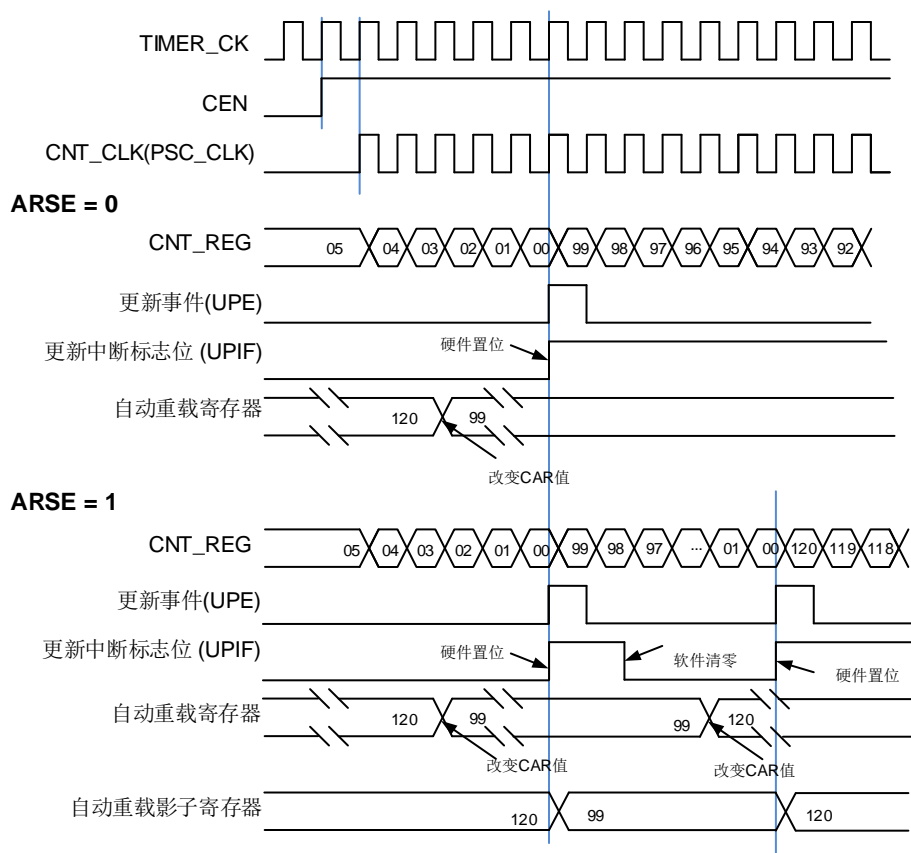 TIMER_CK
CEN
CNT_CLK(PSC_CLK)
ARSE = 0
CNT_REG 05 04 03 02 01 00 99 98 97 96 95 94 93 92
更新事件(UPE)
更新中断标志位 (UPIF) 硬件置位
自动重载寄存器 120 99
改变CAR值
ARSE = 1
CNT_REG 05 04 03 02 01 00 99 98 97 ... 01 00 120 119 118
更新事件(UPE)
更新中断标志位 (UPIF) 硬件置位 软件清零 硬件置位
自动重载寄存器 120 99 99 120
改变CAR值 改变CAR值
自动重载影子寄存器 120 99 120